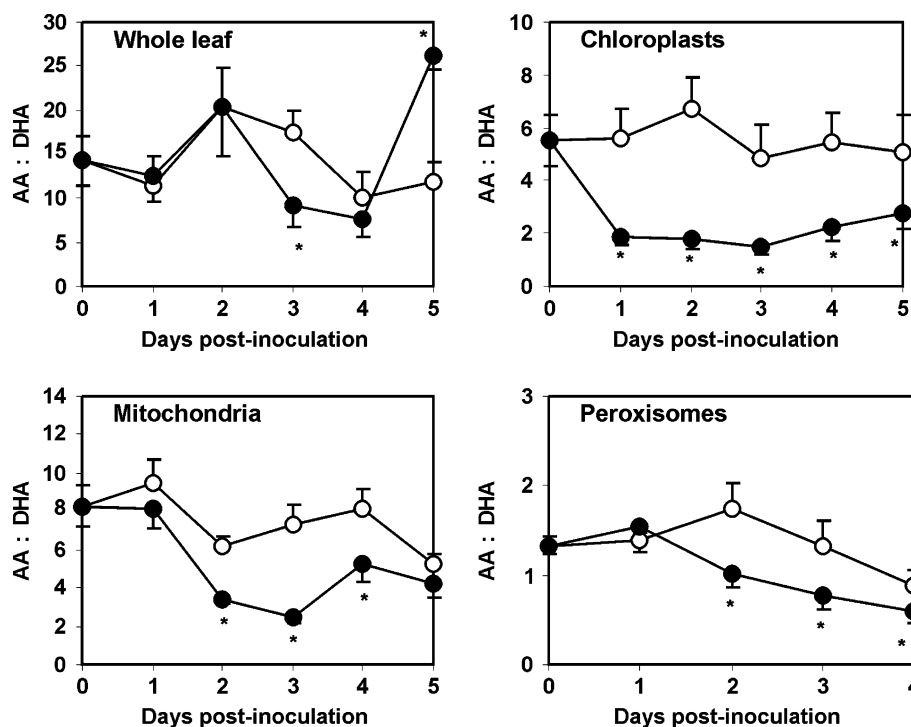 Whole leaf
AA : DHA
30
25
20
15
10
5
0
*
*
0 1 2 3 4 5
Days post-inoculation
Chloroplasts
AA : DHA
10
8
6
4
2
0
* * * * *
0 1 2 3 4 5
Days post-inoculation
Mitochondria
AA : DHA
14
12
10
8
6
4
2
0
* * *
0 1 2 3 4 5
Days post-inoculation
Peroxisomes
AA : DHA
3
2
1
0
* * *
0 1 2 3 4
Days post-inoculation